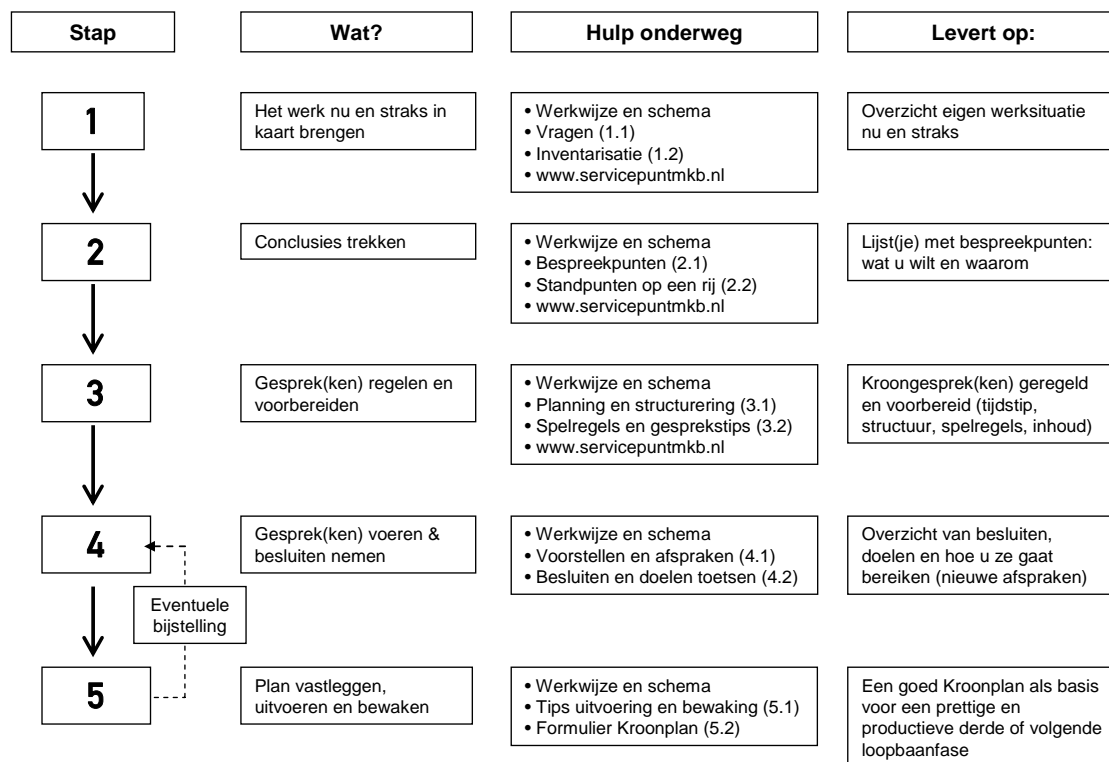 Stap
Wat?
Hulp onderweg
Levert op:
1
Het werk nu en straks in
kaart brengen
• Werkwijze en schema
• Vragen (1.1)
• Inventarisatie (1.2)
• www.servicepuntmkb.nl
Overzicht eigen werksituatie
nu en straks
2
Conclusies trekken
• Werkwijze en schema
• Bespreekpunten (2.1)
• Standpunten op een rij (2.2)
• www.servicepuntmkb.nl
Lijst(je) met bespreekpunten:
wat u wilt en waarom
3
Gesprek(ken) regelen en
voorbereiden
• Werkwijze en schema
• Planning en structurering (3.1)
• Spelregels en gesprekstips (3.2)
• www.servicepuntmkb.nl
Kroongesprek(ken) geregeld
en voorbereid (tijdstip,
structuur, spelregels, inhoud)
4
Gesprek(ken) voeren &
besluiten nemen
• Werkwijze en schema
• Voorstellen en afspraken (4.1)
• Besluiten en doelen toetsen (4.2)
Overzicht van besluiten,
doelen en hoe u ze gaat
bereiken (nieuwe afspraken)
Eventuele
bijstelling
5
Plan vastleggen,
uitvoeren en bewaken
• Werkwijze en schema
• Tips uitvoering en bewaking (5.1)
• Formulier Kroonplan (5.2)
Een goed Kroonplan als basis
voor een prettige en
productieve derde of volgende
loopbaanfase